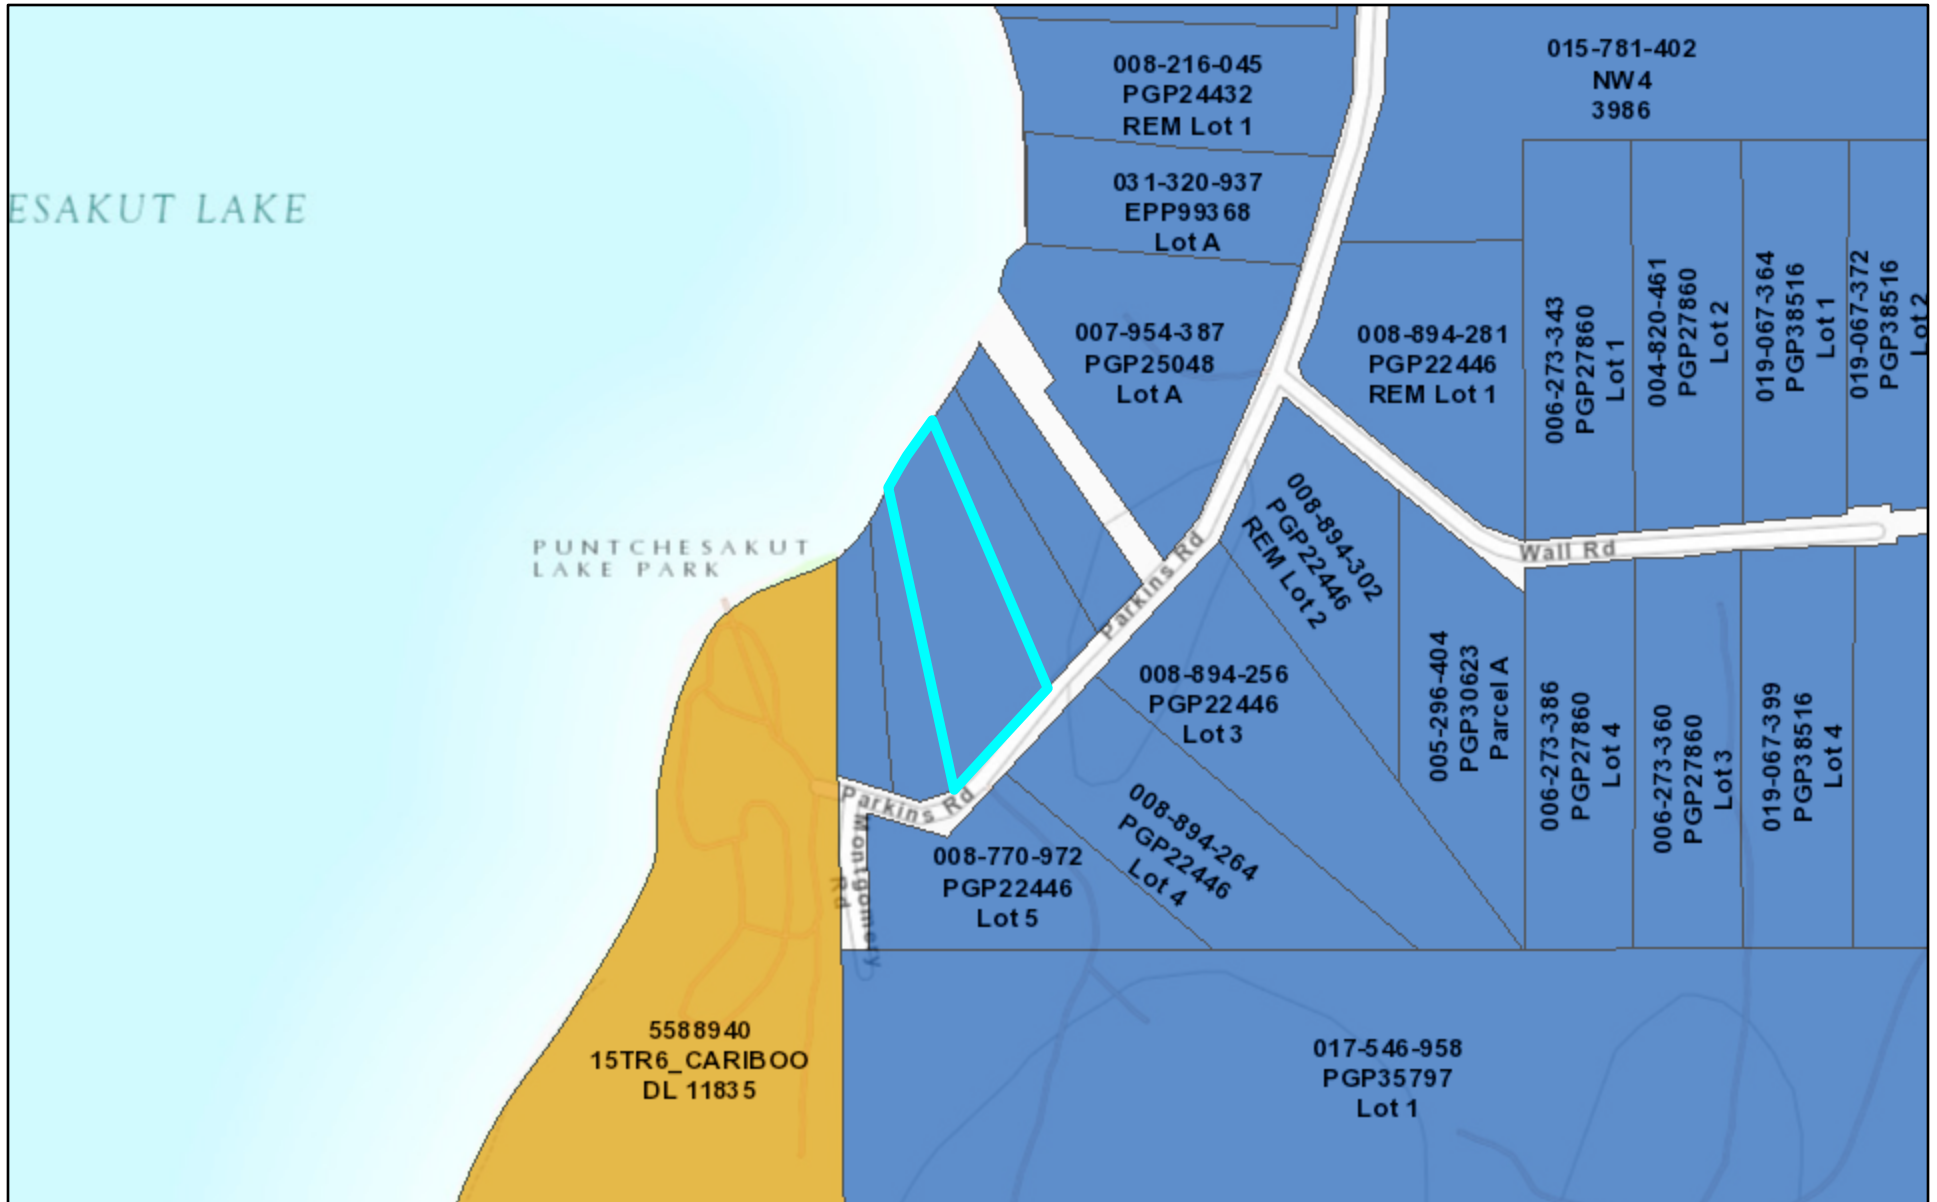 008-216-045
PGP24432
REM Lot 1
015-781-402
NW4
3986
031-320-937
EPP99368
Lot A
ESAKUT LAKE
007-954-387
PGP25048
Lot A
008-894-281
PGP22446
REM Lot 1
006-273-343
PGP27860
Lot 1
004-820-461
PGP27860
Lot 2
019-067-364
PGP38516
Lot 1
019-067-372
PGP38516
Lot 2
PUNTCHESAKUT
LAKE PARK
008-894-302
PGP22446
REM Lot 2
Wall Rd
Parkins Rd
008-894-256
PGP22446
Lot 3
005-296-404
PGP30623
Parcel A
006-273-386
PGP27860
Lot 4
006-273-360
PGP27860
Lot 3
019-067-399
PGP38516
Lot 4
Parkins Rd
Montgomery
Rd
008-894-264
PGP22446
Lot 4
008-770-972
PGP22446
Lot 5
5588940
15TR6_CARIBOO
DL 11835
017-546-958
PGP35797
Lot 1